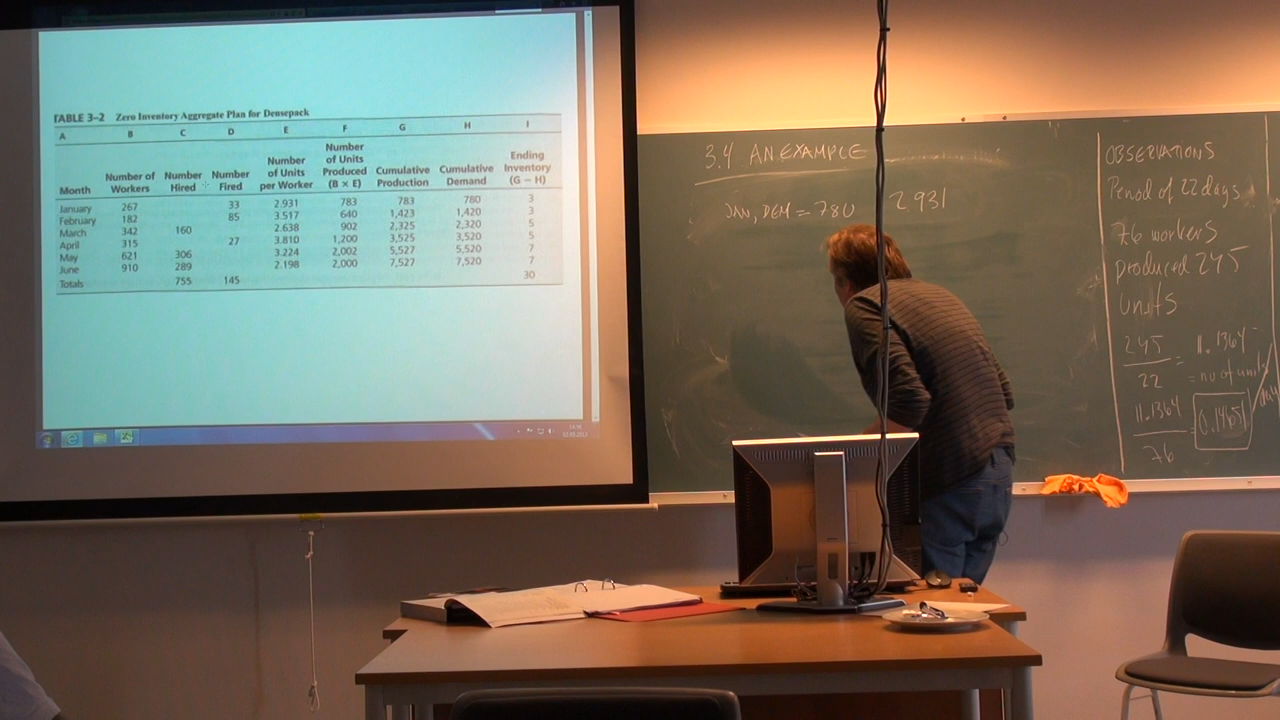 TABLE 3–2 Zero Inventory Aggregate Plan for Densepack
A B C D E F G H I
Month Number of Workers Number Hired Number Fired Number of Units per Worker Number of Units Produced (B × E) Cumulative Production Cumulative Demand Ending Inventory (G − H)
January 267 33 2.931 783 783 780 3
February 182 85 3.517 640 1,423 1,420 3
March 342 160 2.638 902 2,325 2,320 5
April 315 27 3.810 1,200 3,525 3,520 5
May 621 306 3.224 2,002 5,527 5,520 7
June 910 289 2.198 2,000 7,527 7,520 7
Totals 755 145 30
3.4 AN EXAMPLE
JAN, DEM = 780 2931
OBSERVATIONS
Period of 22 days
76 workers
produced 245
units
245
22
= 11.1364
= no of units
11.1364
76
= 0.14653